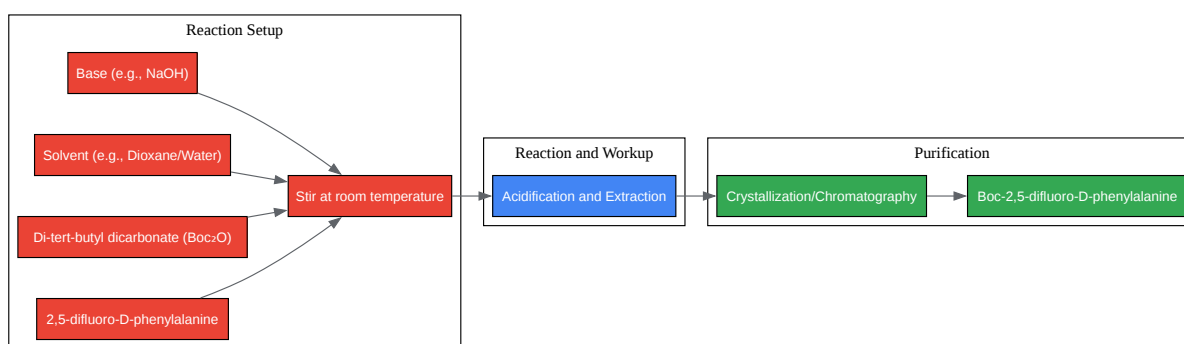 Reaction Setup
Base (e.g., NaOH)
Solvent (e.g., Dioxane/Water)
Di-tert-butyl dicarbonate (Boc₂O)
2,5-difluoro-D-phenylalanine
Stir at room temperature
Reaction and Workup
Acidification and Extraction
Purification
Crystallization/Chromatography
Boc-2,5-difluoro-D-phenylalanine